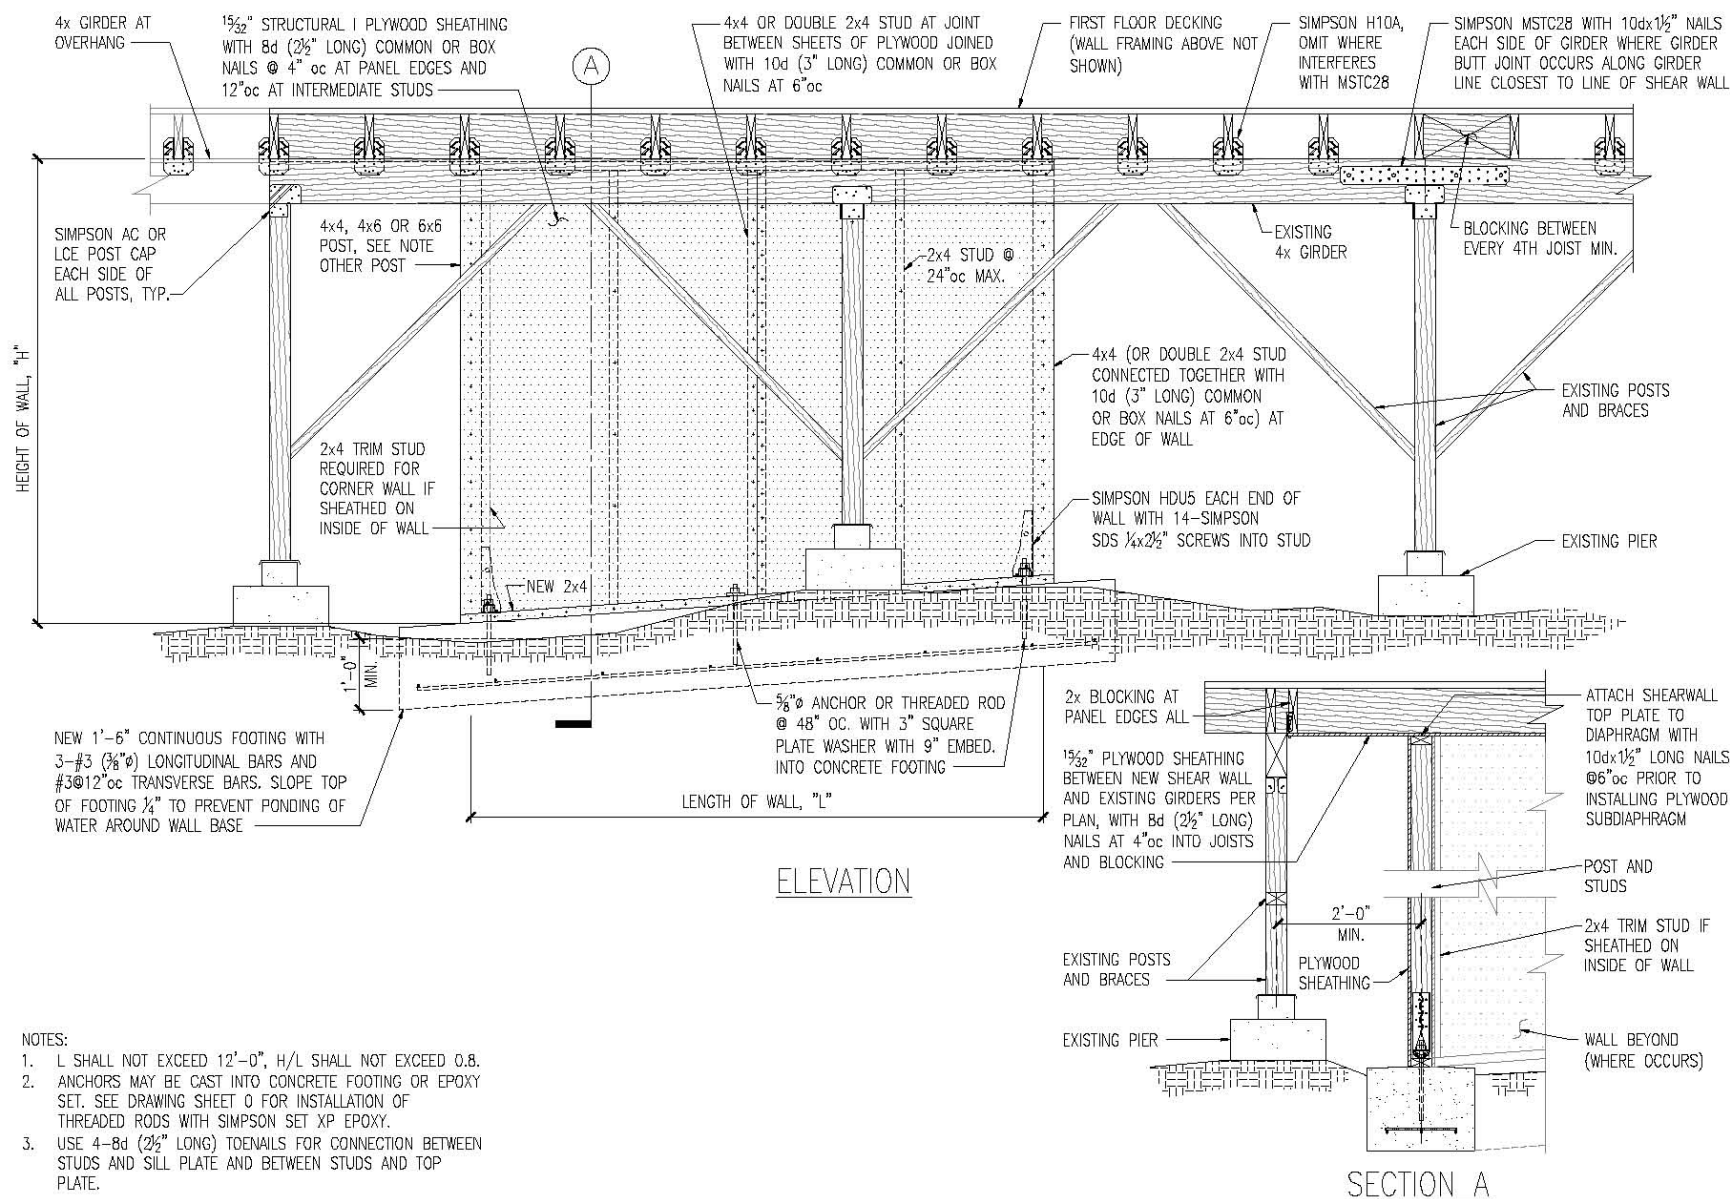 4x GIRDER AT
OVERHANG
15/32" STRUCTURAL I PLYWOOD SHEATHING
WITH 8d (2½" LONG) COMMON OR BOX
NAILS @ 4" oc AT PANEL EDGES AND
12"oc AT INTERMEDIATE STUDS
A
4x4 OR DOUBLE 2x4 STUD AT JOINT
BETWEEN SHEETS OF PLYWOOD JOINED
WITH 10d (3" LONG) COMMON OR BOX
NAILS AT 6"oc
FIRST FLOOR DECKING
(WALL FRAMING ABOVE NOT
SHOWN)
SIMPSON H10A,
OMIT WHERE
INTERFERES
WITH MSTC28
SIMPSON MSTC28 WITH 10dx1½" NAILS
EACH SIDE OF GIRDER WHERE GIRDER
BUTT JOINT OCCURS ALONG GIRDER
LINE CLOSEST TO LINE OF SHEAR WALL
SIMPSON AC OR
LCE POST CAP
EACH SIDE OF
ALL POSTS, TYP.
4x4, 4x6 OR 6x6
POST, SEE NOTE
OTHER POST
2x4 STUD @
24"oc MAX.
EXISTING
4x GIRDER
BLOCKING BETWEEN
EVERY 4TH JOIST MIN.
HEIGHT OF WALL, "H"
4x4 (OR DOUBLE 2x4 STUD
CONNECTED TOGETHER WITH
10d (3" LONG) COMMON
OR BOX NAILS AT 6"oc) AT
EDGE OF WALL
EXISTING POSTS
AND BRACES
2x4 TRIM STUD
REQUIRED FOR
CORNER WALL IF
SHEATHED ON
INSIDE OF WALL
SIMPSON HDU5 EACH END OF
WALL WITH 14-SIMPSON
SDS ¼x2½" SCREWS INTO STUD
EXISTING PIER
NEW 2x4
1'-0"
MIN.
NEW 1'-6" CONTINUOUS FOOTING WITH
3-#3 (⅜"ø) LONGITUDINAL BARS AND
#3@12"oc TRANSVERSE BARS. SLOPE TOP
OF FOOTING ¼" TO PREVENT PONDING OF
WATER AROUND WALL BASE
⅝"ø ANCHOR OR THREADED ROD
@ 48" OC. WITH 3" SQUARE
PLATE WASHER WITH 9" EMBED.
INTO CONCRETE FOOTING
LENGTH OF WALL, "L"
ELEVATION
2x BLOCKING AT
PANEL EDGES ALL
15/32" PLYWOOD SHEATHING
BETWEEN NEW SHEAR WALL
AND EXISTING GIRDERS PER
PLAN, WITH 8d (2½" LONG)
NAILS AT 4"oc INTO JOISTS
AND BLOCKING
ATTACH SHEARWALL
TOP PLATE TO
DIAPHRAGM WITH
10dx1½" LONG NAILS
@6"oc PRIOR TO
INSTALLING PLYWOOD
SUBDIAPHRAGM
POST AND
STUDS
2'-0"
MIN.
2x4 TRIM STUD IF
SHEATHED ON
INSIDE OF WALL
EXISTING POSTS
AND BRACES
PLYWOOD
SHEATHING
EXISTING PIER
WALL BEYOND
(WHERE OCCURS)
SECTION A
NOTES:
1. L SHALL NOT EXCEED 12'-0", H/L SHALL NOT EXCEED 0.8.
2. ANCHORS MAY BE CAST INTO CONCRETE FOOTING OR EPOXY
SET. SEE DRAWING SHEET 0 FOR INSTALLATION OF
THREADED RODS WITH SIMPSON SET XP EPOXY.
3. USE 4-8d (2½" LONG) TOENAILS FOR CONNECTION BETWEEN
STUDS AND SILL PLATE AND BETWEEN STUDS AND TOP
PLATE.